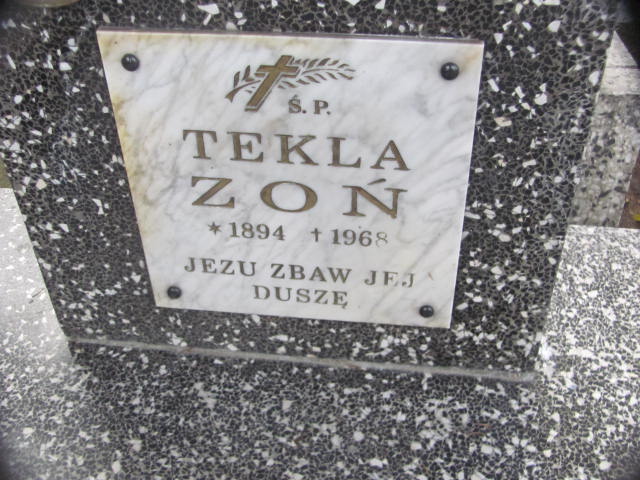 Ś.P.
TEKLA
ZOŃ
*1894 †1968
JEZU ZBAW JEJ
DUSZĘ